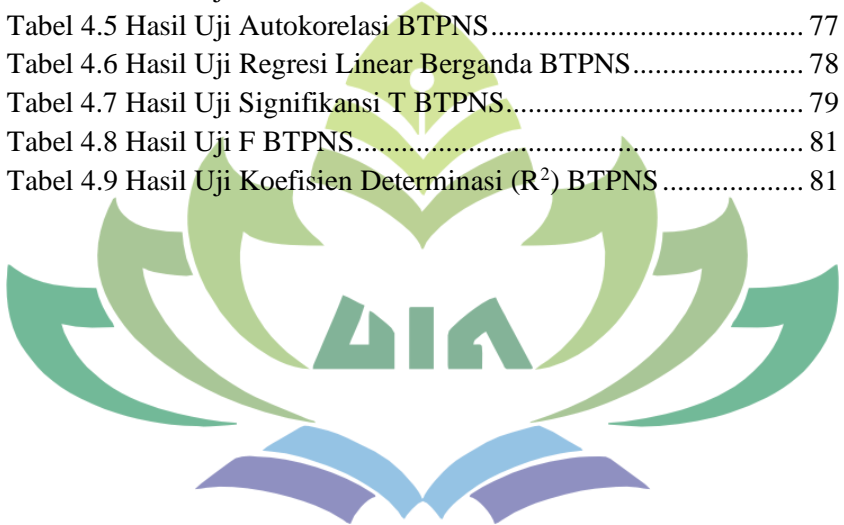 Tabel 4.5 Hasil Uji Autokorelasi BTPNS ........................................... 77
Tabel 4.6 Hasil Uji Regresi Linear Berganda BTPNS ....................... 78
Tabel 4.7 Hasil Uji Signifikansi T BTPNS ........................................ 79
Tabel 4.8 Hasil Uji F BTPNS ............................................................ 81
Tabel 4.9 Hasil Uji Koefisien Determinasi (R²) BTPNS ................... 81